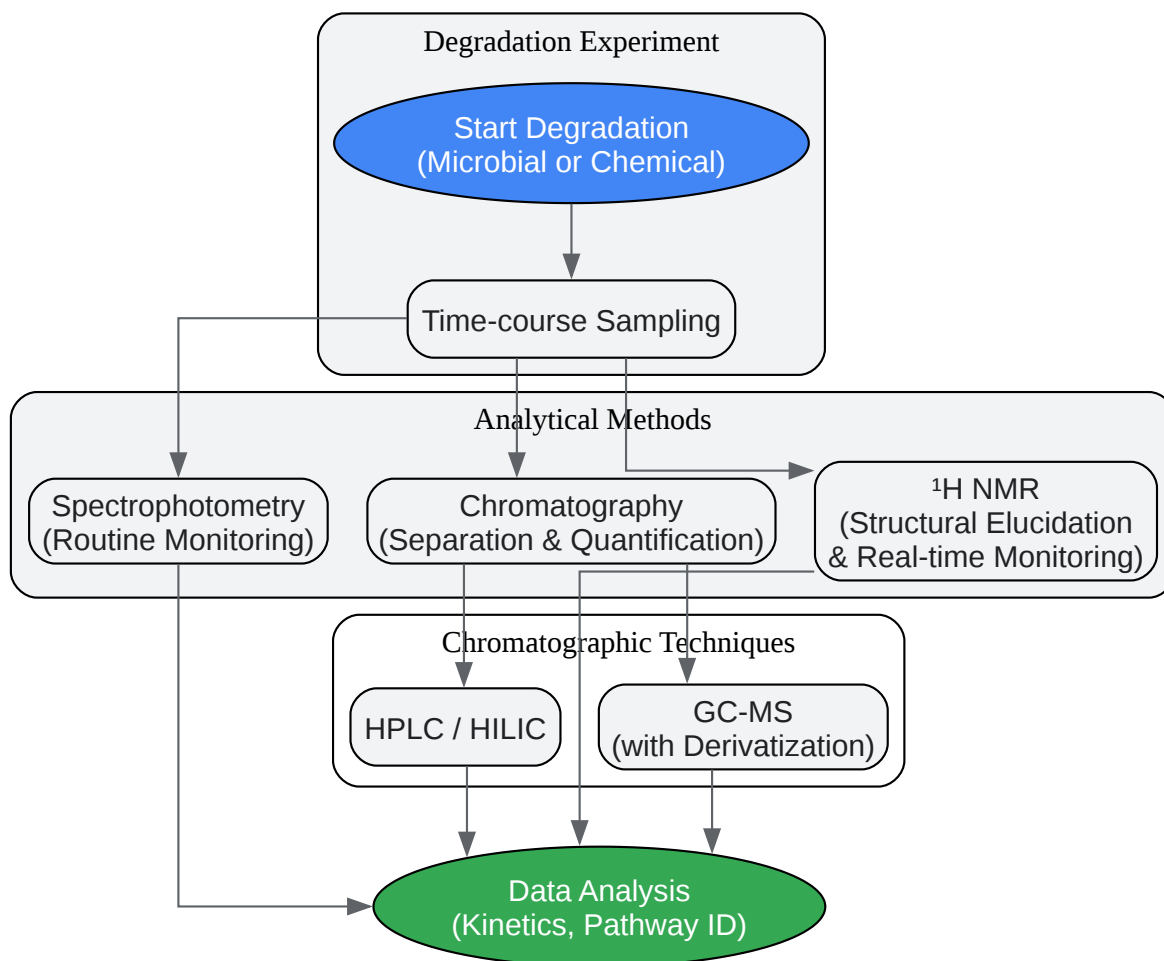 Degradation Experiment
Start Degradation
(Microbial or Chemical)
Time-course Sampling
Analytical Methods
Spectrophotometry
(Routine Monitoring)
Chromatography
(Separation & Quantification)
¹H NMR
(Structural Elucidation
& Real-time Monitoring)
Chromatographic Techniques
HPLC / HILIC
GC-MS
(with Derivatization)
Data Analysis
(Kinetics, Pathway ID)